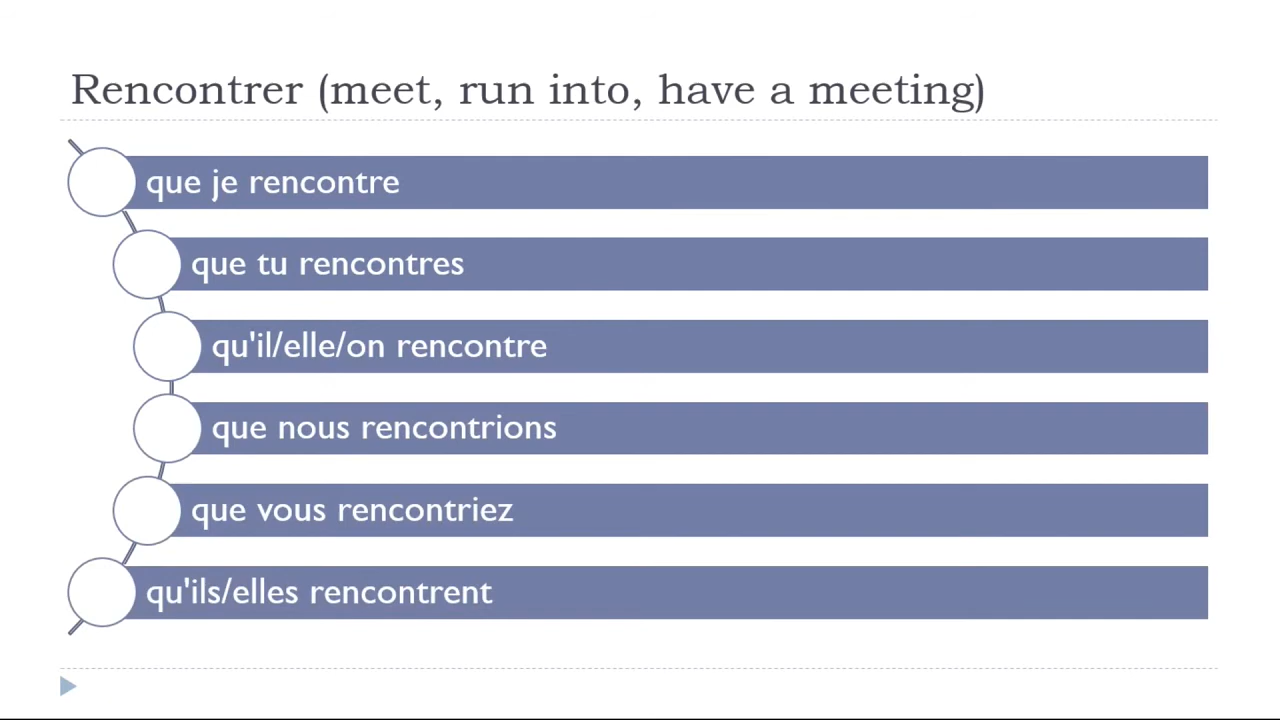 Rencontrer (meet, run into, have a meeting)
que je rencontre
que tu rencontres
qu'il/elle/on rencontre
que nous rencontrions
que vous rencontriez
qu'ils/elles rencontrent